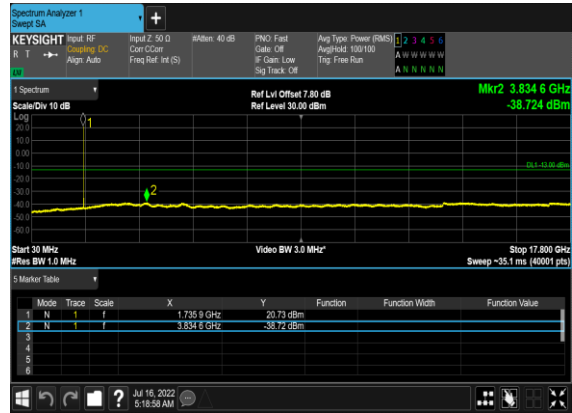 Spectrum Analyzer 1
Swept SA
+
KEYSIGHT Input: RF Input Z: 50 Ω #Atten: 40 dB PNO: Fast Avg Type: Power (RMS) 1 2 3 4 5 6
R T Coupling: DC Corr CCorr Gate: Off Avg|Hold: 100/100 A W W W W W
Align: Auto Freq Ref: Int (S) IF Gain: Low Trig: Free Run
Sig Track: Off A N N N N N
1 Spectrum Ref Lvl Offset 7.80 dB Mkr2 3.834 6 GHz
Scale/Div 10 dB Ref Level 30.00 dBm -38.724 dBm
Log
20.0
10.0
0.00
-10.0
-20.0
-30.0
-40.0
-50.0
-60.0
1
2
DL1 -13.00 dBm
Start 30 MHz Video BW 3.0 MHz* Stop 17.800 GHz
#Res BW 1.0 MHz Sweep ~35.1 ms (40001 pts)
5 Marker Table
Mode Trace Scale X Y Function Function Width Function Value
1 N 1 f 1.735 9 GHz 20.73 dBm
2 N 1 f 3.834 6 GHz -38.72 dBm
3
4
5
6
? Jul 16, 2022
5:18:58 AM